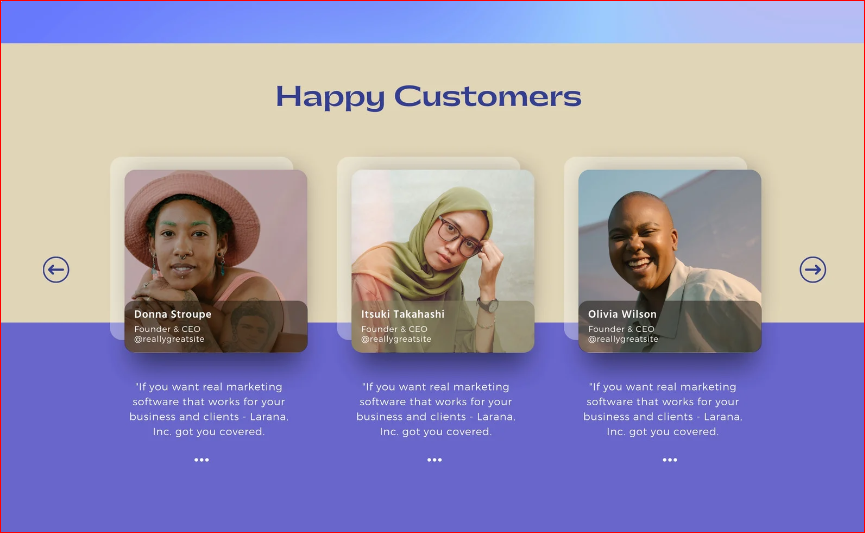 Happy Customers
Donna Stroupe
Founder & CEO
@reallygreatsite
Itsuki Takahashi
Founder & CEO
@reallygreatsite
Olivia Wilson
Founder & CEO
@reallygreatsite
"If you want real marketing
software that works for your
business and clients - Larana,
Inc. got you covered.
"If you want real marketing
software that works for your
business and clients - Larana,
Inc. got you covered.
"If you want real marketing
software that works for your
business and clients - Larana,
Inc. got you covered.